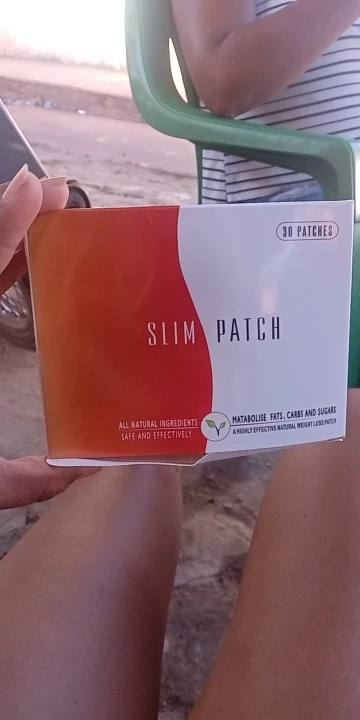 30 PATCHES
SLIM PATCH
ALL NATURAL INGREDIENTS
SAFE AND EFFECTIVELY
MATABOLISE FATS, CARBS AND SUGARS
A HIGHLY EFFECTIVE NATURAL WEIGHT LOSS PATCH